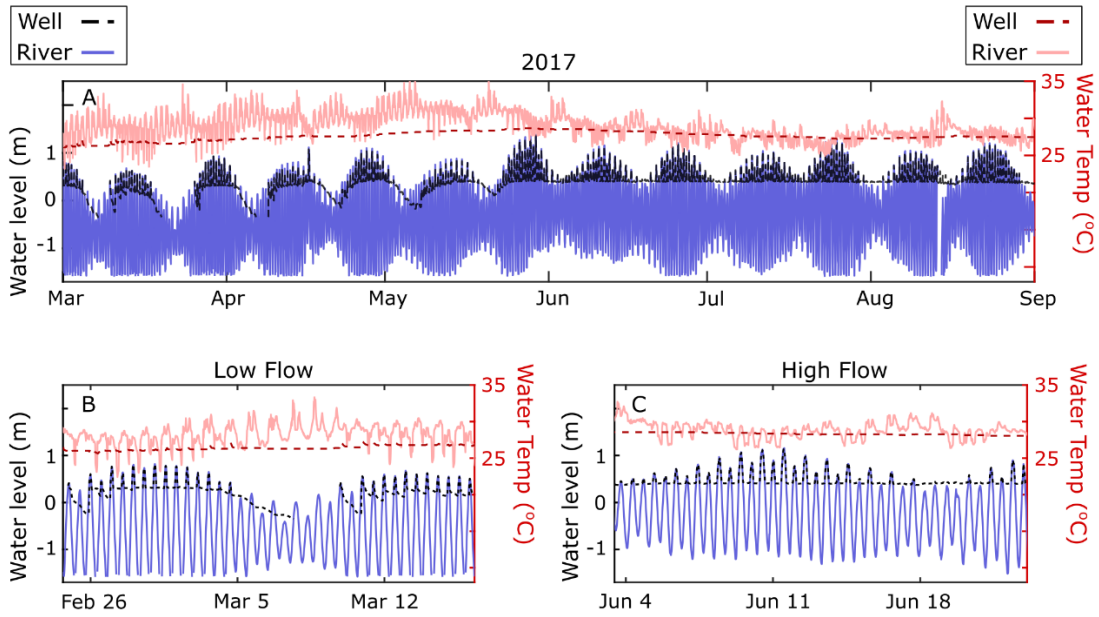 Well
River
Well
River
2017
A
Water level (m)
1
0
-1
35
25
Water Temp (°C)
Mar Apr May Jun Jul Aug Sep
Low Flow
B
Water level (m)
1
0
-1
35
25
Water Temp (°C)
Feb 26 Mar 5 Mar 12
High Flow
C
Water level (m)
1
0
-1
35
25
Water Temp (°C)
Jun 4 Jun 11 Jun 18